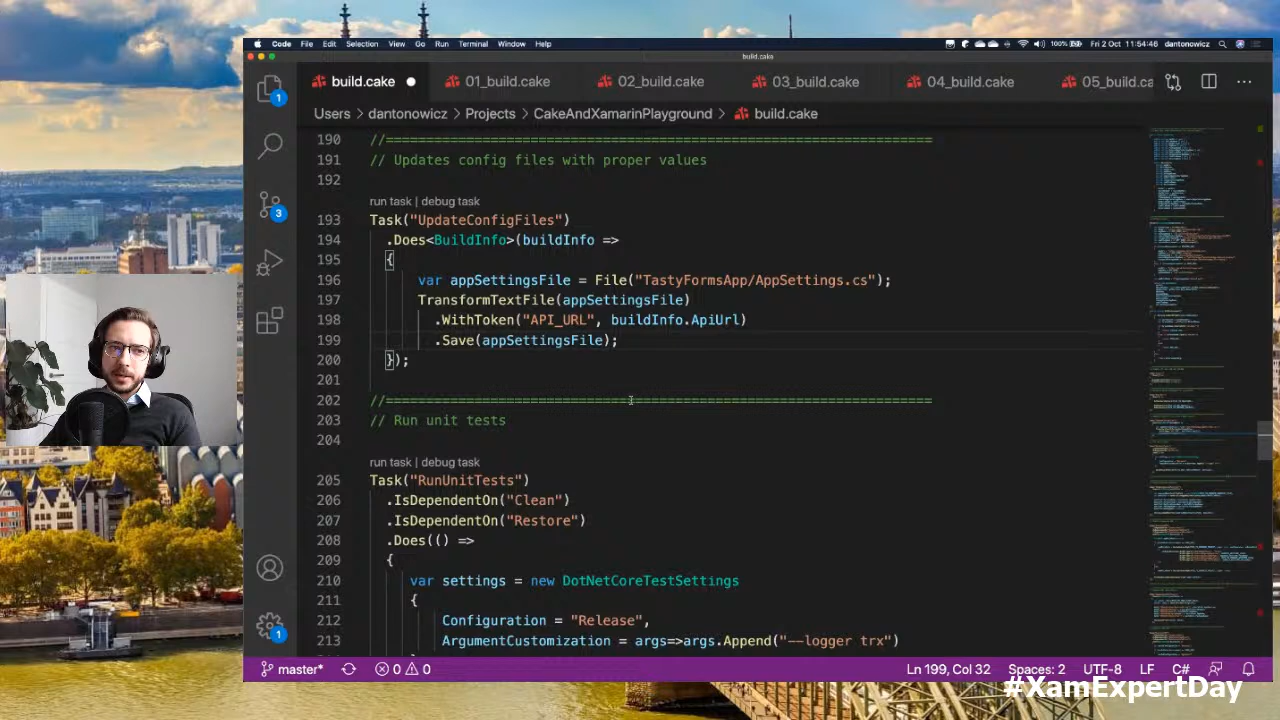 Code File Edit Selection View Go Run Terminal Window Help 100% Fri 2 Oct 11:54:46 dantonowicz
build.cake
build.cake 01_build.cake 02_build.cake 03_build.cake 04_build.cake 05_build.ca
Users > dantonowicz > Projects > CakeAndXamarinPlayground > build.cake
190 //===================================================================
191 // Updates config files with proper values
192
run task | debug task
193 Task("UpdateConfigFiles")
194 .Does<BuildInfo>(buildInfo =>
195
196 var appSettingsFile = File("TastyFormsApp/AppSettings.cs");
197 TransformTextFile(appSettingsFile)
198 .WithToken("API_URL", buildInfo.ApiUrl)
199 .Save(appSettingsFile);
200 });
201
202 //===================================================================
203 // Run unit tests
204
run task | debug task
205 Task("RunUnitTests")
206 .IsDependentOn("Clean")
207 .IsDependentOn("Restore")
208 .Does(()
209 {
210 var settings = new DotNetCoreTestSettings
211 {
212 Configuration = "Release",
213 ArgumentCustomization = args=>args.Append("--logger trx")
1
3
1
master* 0 0 Ln 199, Col 32 Spaces: 2 UTF-8 LF C#
#XamExpertDay